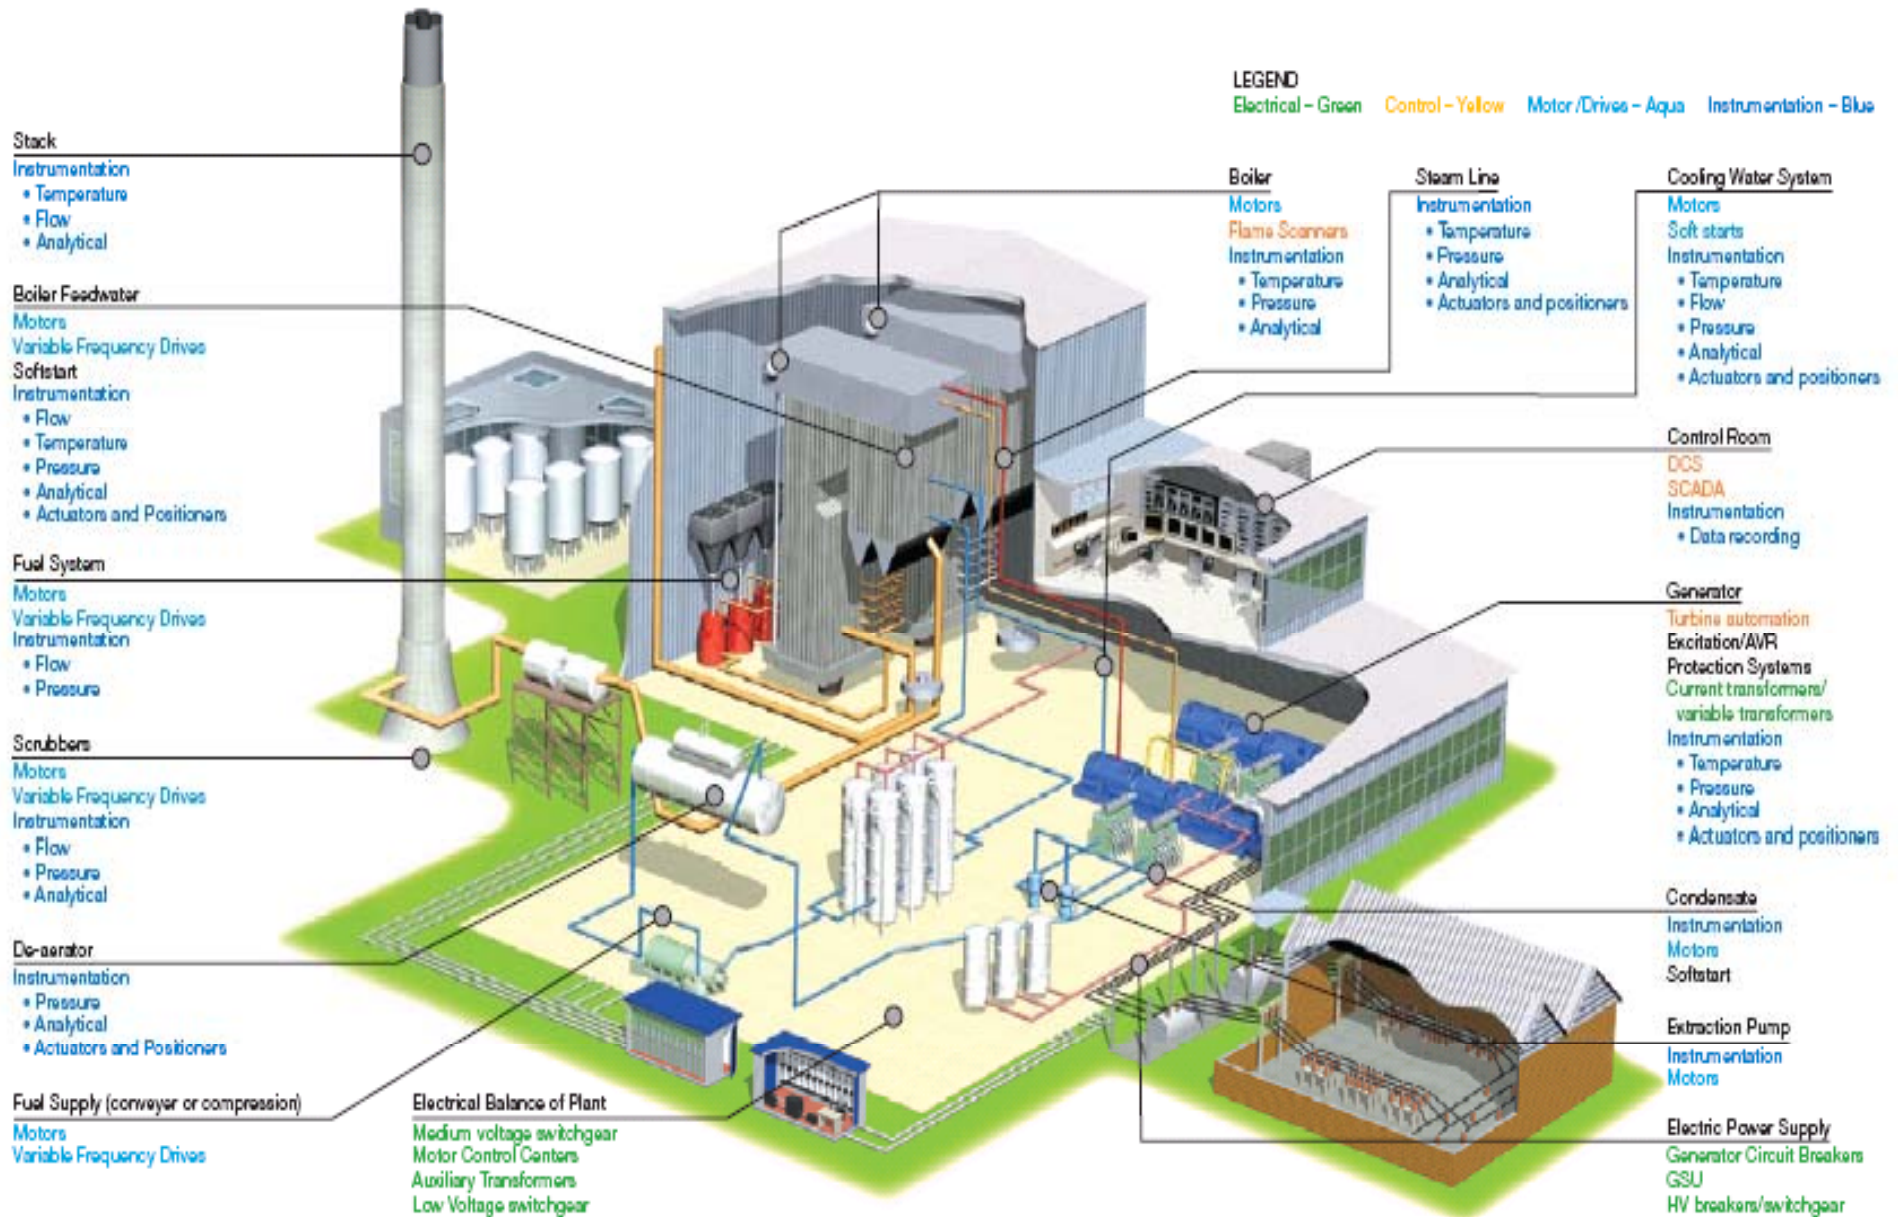 LEGEND
Electrical – Green Control – Yellow Motor /Drives – Aqua Instrumentation – Blue
Stack
Instrumentation
• Temperature
• Flow
• Analytical
Boiler Feedwater
Motors
Variable Frequency Drives
Softstart
Instrumentation
• Flow
• Temperature
• Pressure
• Analytical
• Actuators and Positioners
Fuel System
Motors
Variable Frequency Drives
Instrumentation
• Flow
• Pressure
Scrubbers
Motors
Variable Frequency Drives
Instrumentation
• Flow
• Pressure
• Analytical
De-aerator
Instrumentation
• Pressure
• Analytical
• Actuators and Positioners
Fuel Supply (conveyer or compression)
Motors
Variable Frequency Drives
Electrical Balance of Plant
Medium voltage switchgear
Motor Control Centers
Auxiliary Transformers
Low Voltage switchgear
Boiler
Motors
Flame Scanners
Instrumentation
• Temperature
• Pressure
• Analytical
Steam Line
Instrumentation
• Temperature
• Pressure
• Analytical
• Actuators and positioners
Cooling Water System
Motors
Soft starts
Instrumentation
• Temperature
• Flow
• Pressure
• Analytical
• Actuators and positioners
Control Room
DCS
SCADA
Instrumentation
• Data recording
Generator
Turbine automation
Excitation/AVR
Protection Systems
Current transformers/
variable transformers
Instrumentation
• Temperature
• Pressure
• Analytical
• Actuators and positioners
Condensate
Instrumentation
Motors
Softstart
Extraction Pump
Instrumentation
Motors
Electric Power Supply
Generator Circuit Breakers
GSU
HV breakers/switchgear